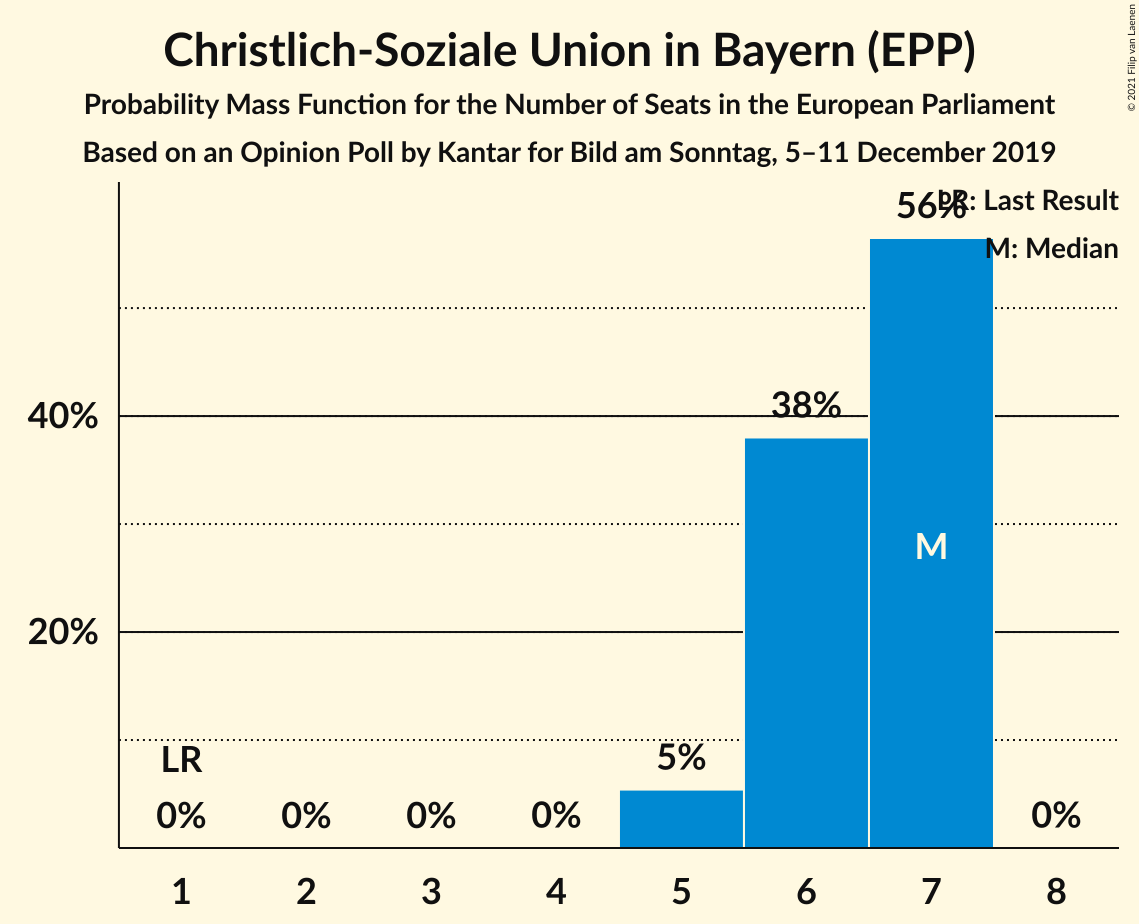 Christlich-Soziale Union in Bayern (EPP)
Probability Mass Function for the Number of Seats in the European Parliament
Based on an Opinion Poll by Kantar for Bild am Sonntag, 5–11 December 2019
© 2021 Filip van Laenen
LR: Last Result
M: Median
56%
40%
38%
M
20%
LR
5%
0% 0% 0% 0% 0%
1 2 3 4 5 6 7 8